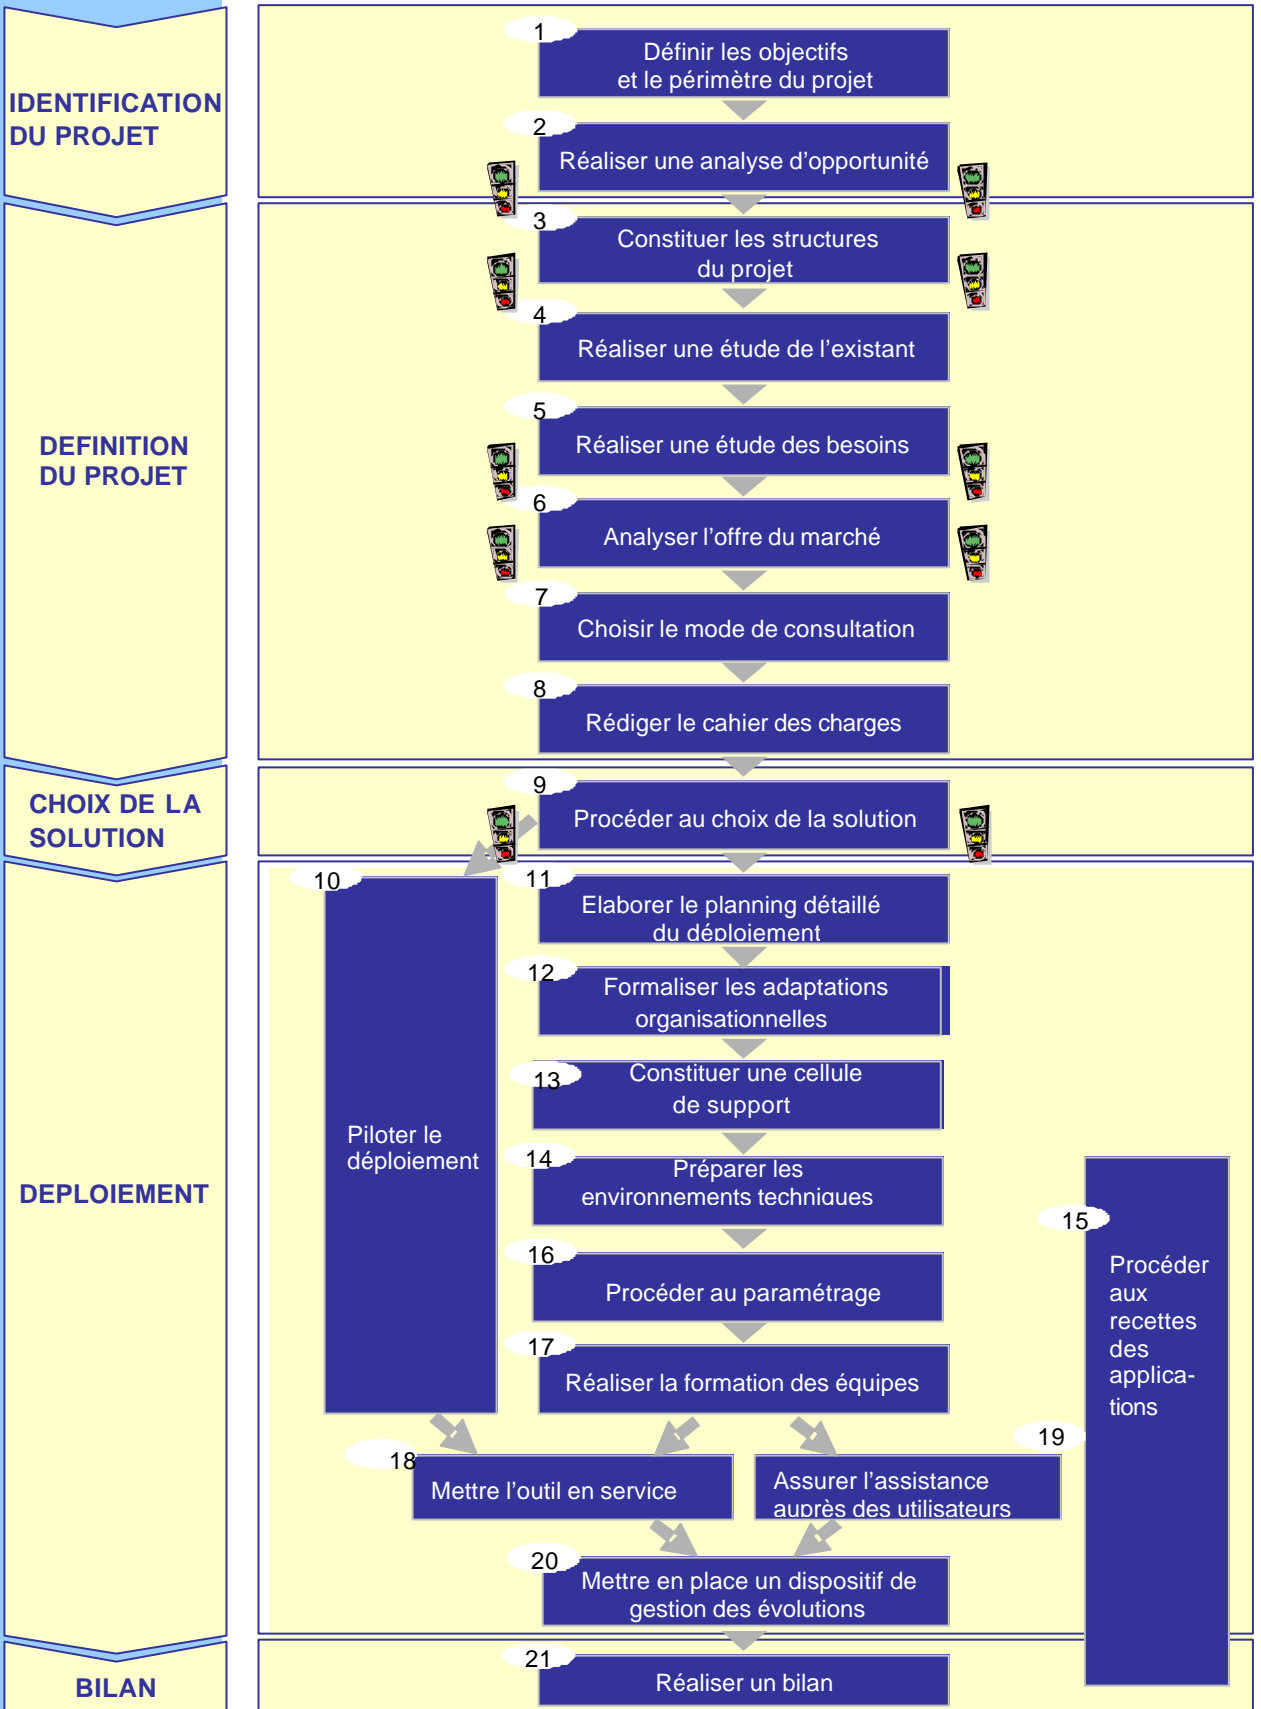 IDENTIFICATION
DU PROJET
1
Définir les objectifs
et le périmètre du projet
2
Réaliser une analyse d’opportunité
DEFINITION
DU PROJET
3
Constituer les structures
du projet
4
Réaliser une étude de l’existant
5
Réaliser une étude des besoins
6
Analyser l’offre du marché
7
Choisir le mode de consultation
8
Rédiger le cahier des charges
CHOIX DE LA
SOLUTION
9
Procéder au choix de la solution
DEPLOIEMENT
10
Piloter le
déploiement
11
Elaborer le planning détaillé
du déploiement
12
Formaliser les adaptations
organisationnelles
13
Constituer une cellule
de support
14
Préparer les
environnements techniques
15
Procéder
aux
recettes
des
applica-
tions
16
Procéder au paramétrage
17
Réaliser la formation des équipes
18
Mettre l’outil en service
19
Assurer l’assistance
auprès des utilisateurs
20
Mettre en place un dispositif de
gestion des évolutions
BILAN
21
Réaliser un bilan